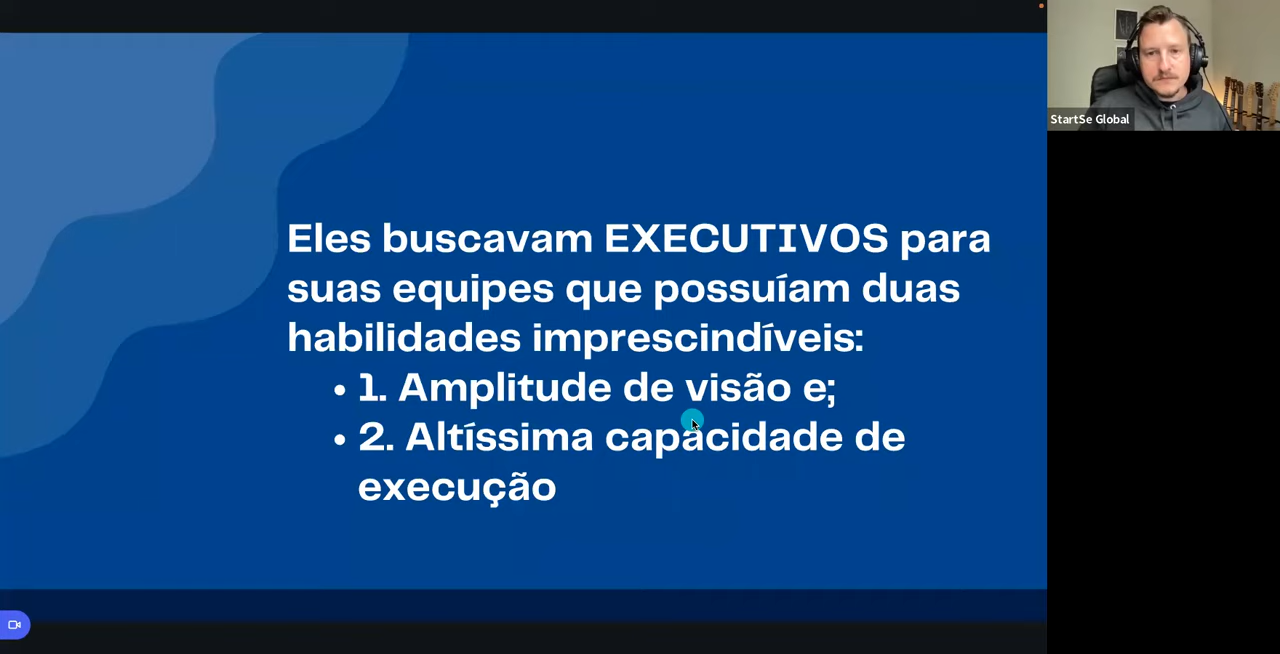 Eles buscavam EXECUTIVOS para
suas equipes que possuíam duas
habilidades imprescindíveis:
• 1. Amplitude de visão e;
• 2. Altíssima capacidade de
execução
StartSe Global